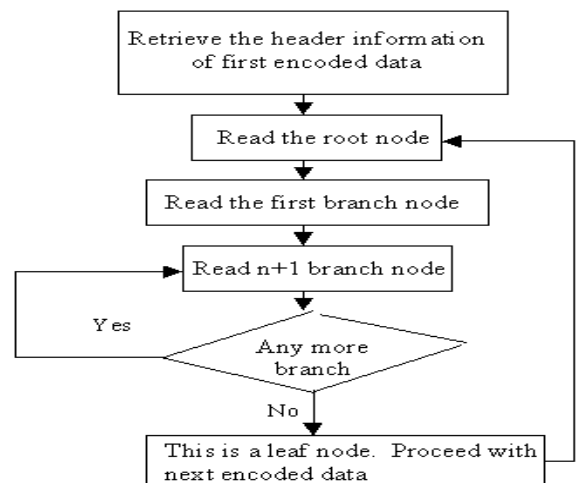 Retrieve the header information
of first encoded data
Read the root node
Read the first branch node
Read n+1 branch node
Yes
Any more
branch
No
This is a leaf node. Proceed with
next encoded data